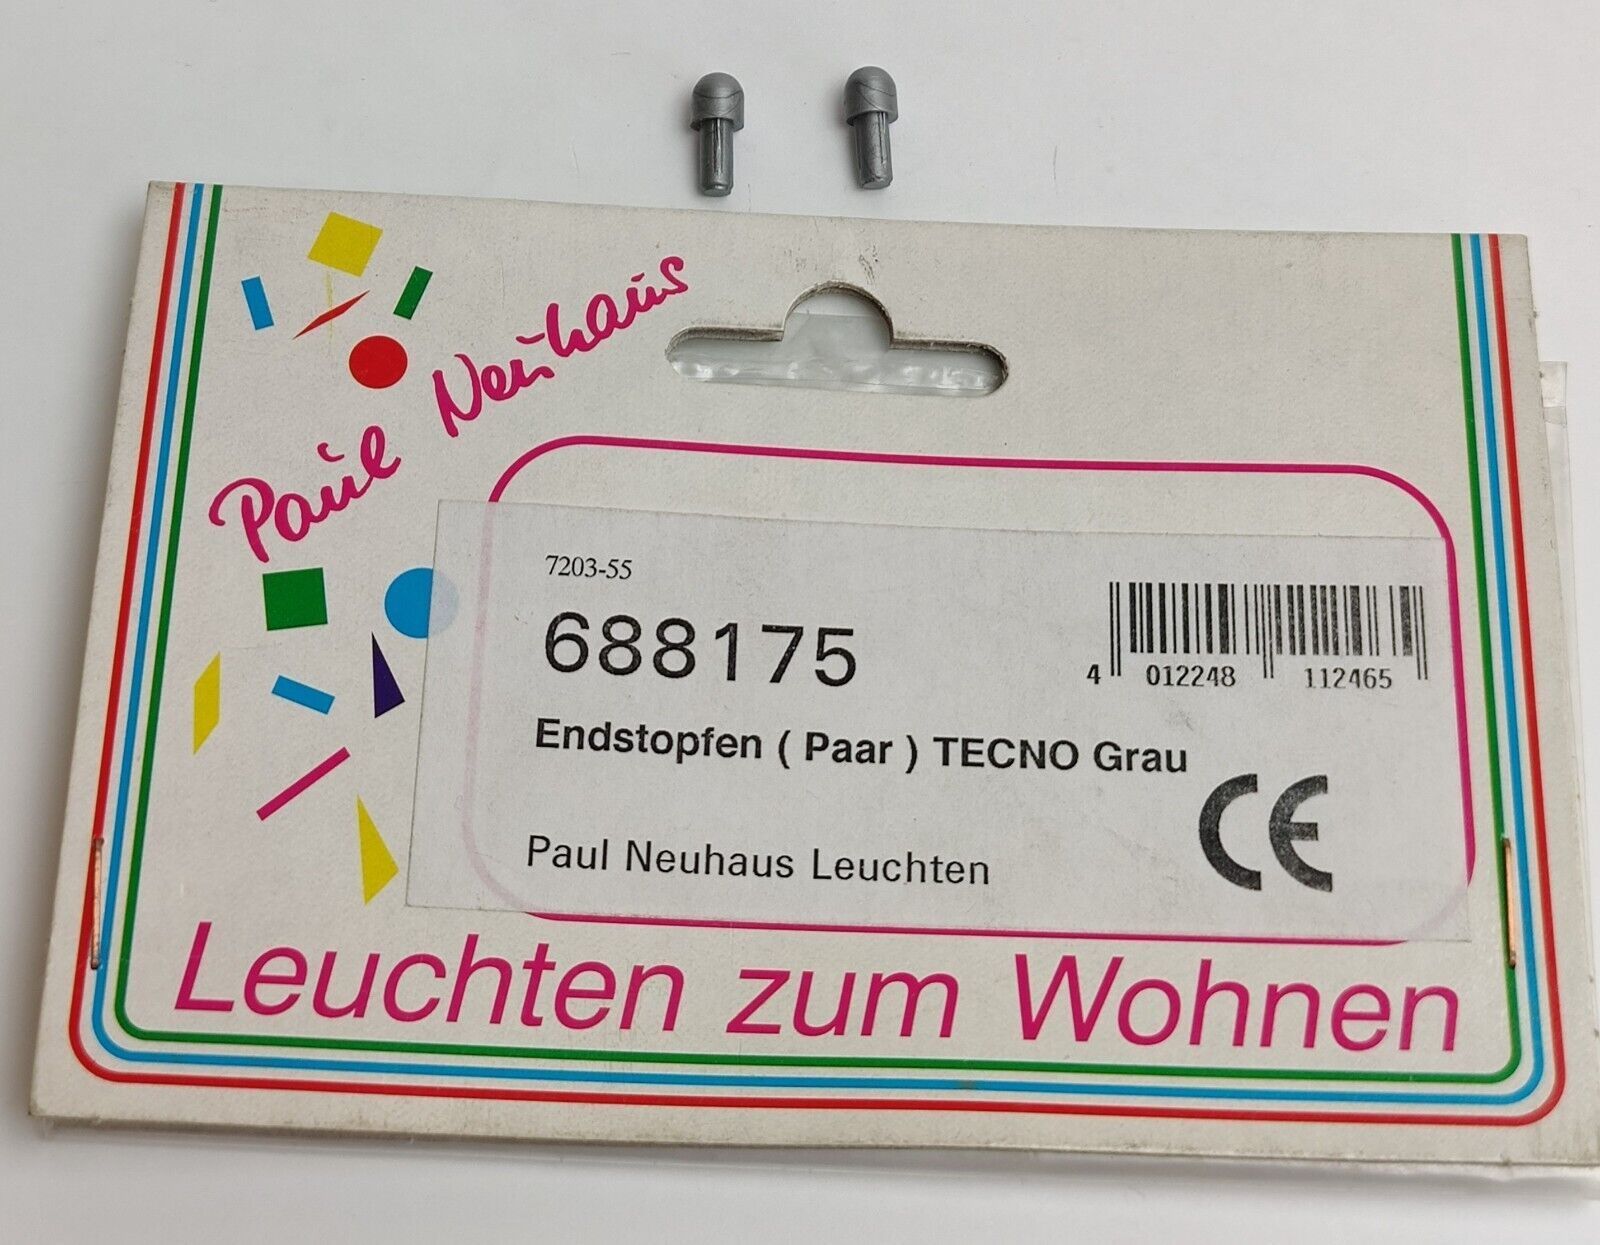 Paul Neuhaus
7203-55
688175
4 012248 112465
Endstopfen ( Paar ) TECNO Grau
CE
Paul Neuhaus Leuchten
Leuchten zum Wohnen